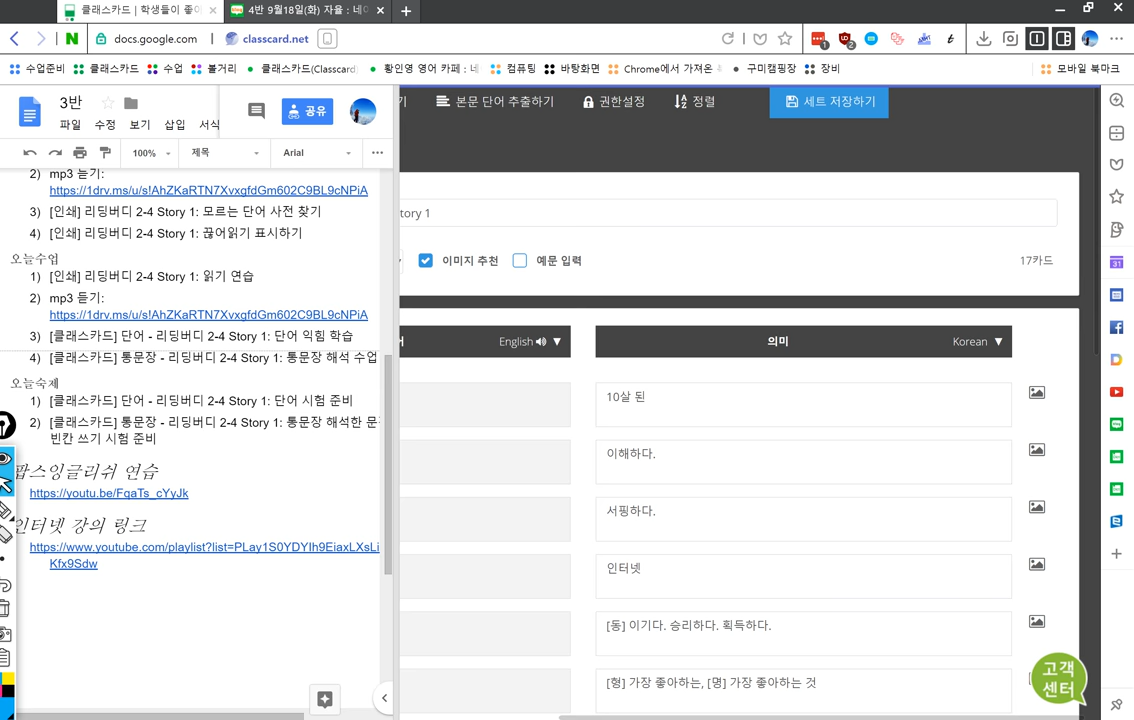 클래스카드 | 학생들이 좋아
4반 9월18일(화) 자율 : 네이
docs.google.com
classcard.net
수업준비
클래스카드
수업
볼거리
클래스카드(Classcard
황인영 영어 카페 : 네
컴퓨팅
바탕화면
Chrome에서 가져온
구미캠핑장
장비
모바일 북마크
3반
파일 수정 보기 삽입 서식
공유
100% 제목 Arial
2) mp3 듣기:
https://1drv.ms/u/s!AhZKaRTN7XvxgfdGm602C9BL9cNPiA
3) [인쇄] 리딩버디 2-4 Story 1: 모르는 단어 사전 찾기
4) [인쇄] 리딩버디 2-4 Story 1: 끊어읽기 표시하기
오늘수업
1) [인쇄] 리딩버디 2-4 Story 1: 읽기 연습
2) mp3 듣기:
https://1drv.ms/u/s!AhZKaRTN7XvxgfdGm602C9BL9cNPiA
3) [클래스카드] 단어 - 리딩버디 2-4 Story 1: 단어 익힘 학습
4) [클래스카드] 통문장 - 리딩버디 2-4 Story 1: 통문장 해석 수업
오늘숙제
1) [클래스카드] 단어 - 리딩버디 2-4 Story 1: 단어 시험 준비
2) [클래스카드] 통문장 - 리딩버디 2-4 Story 1: 통문장 해석한 문
빈칸 쓰기 시험 준비
팝스잉글리쉬 연습
https://youtu.be/FqaTs_cYyJk
인터넷 강의 링크
https://www.youtube.com/playlist?list=PLay1S0YDYIh9EiaxLXsLi
Kfx9Sdw
본문 단어 추출하기 권한설정 정렬 세트 저장하기
tory 1
이미지 추천 예문 입력 17카드
English 의미 Korean
10살 된
이해하다.
서핑하다.
인터넷
[동] 이기다. 승리하다. 획득하다.
[형] 가장 좋아하는, [명] 가장 좋아하는 것
고객
센터